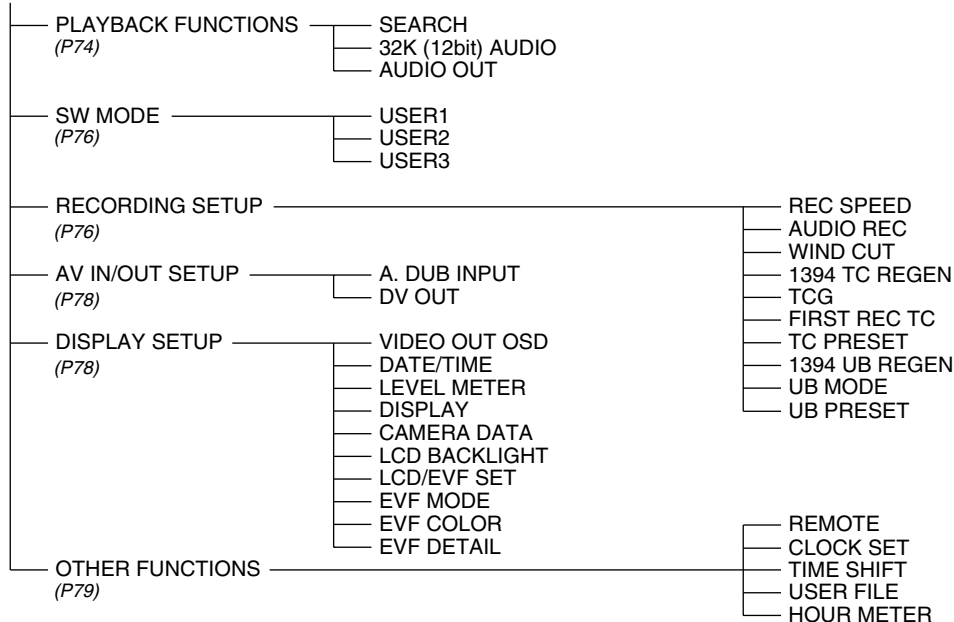 PLAYBACK FUNCTIONS
(P74)
SEARCH
32K (12bit) AUDIO
AUDIO OUT
SW MODE
(P76)
USER1
USER2
USER3
RECORDING SETUP
(P76)
REC SPEED
AUDIO REC
WIND CUT
1394 TC REGEN
TCG
FIRST REC TC
TC PRESET
1394 UB REGEN
UB MODE
UB PRESET
AV IN/OUT SETUP
(P78)
A. DUB INPUT
DV OUT
DISPLAY SETUP
(P78)
VIDEO OUT OSD
DATE/TIME
LEVEL METER
DISPLAY
CAMERA DATA
LCD BACKLIGHT
LCD/EVF SET
EVF MODE
EVF COLOR
EVF DETAIL
OTHER FUNCTIONS
(P79)
REMOTE
CLOCK SET
TIME SHIFT
USER FILE
HOUR METER